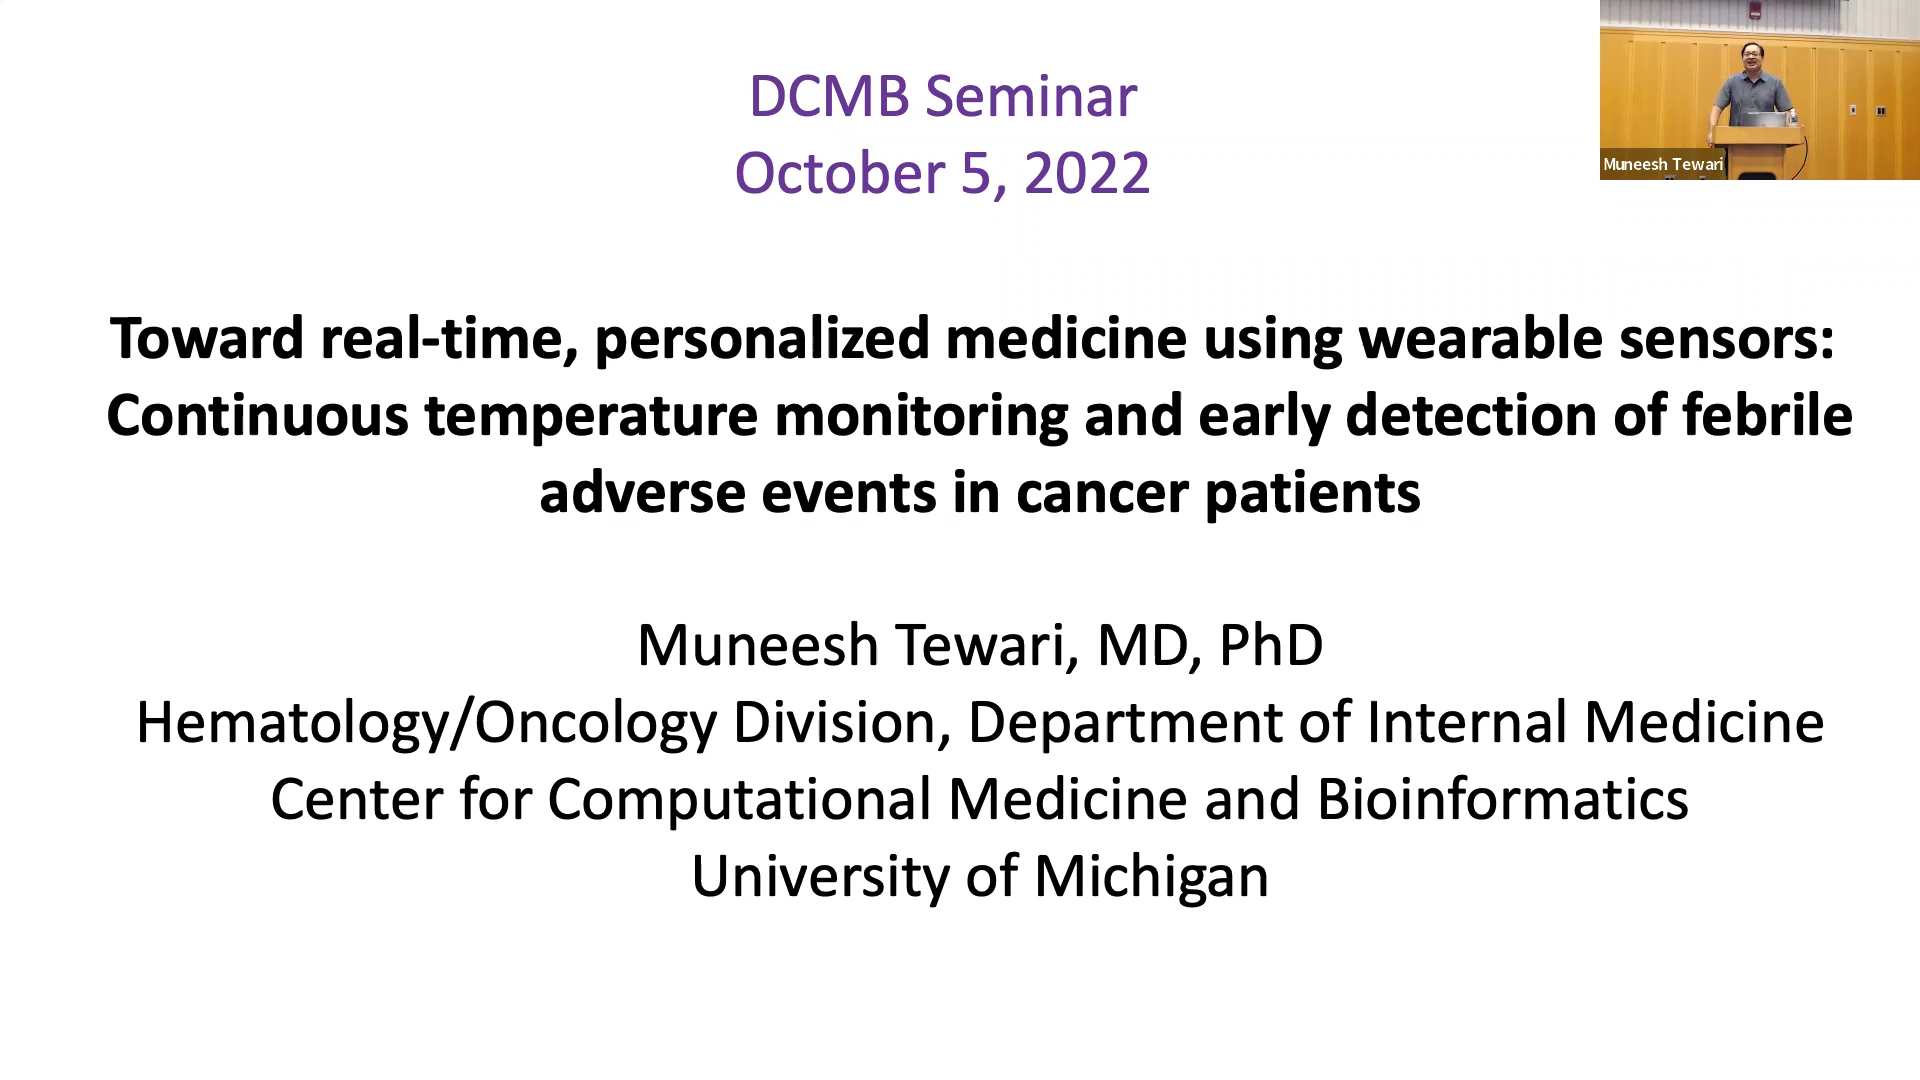 DCMB Seminar
October 5, 2022
Muneesh Tewari
Toward real-time, personalized medicine using wearable sensors:
Continuous temperature monitoring and early detection of febrile
adverse events in cancer patients
Muneesh Tewari, MD, PhD
Hematology/Oncology Division, Department of Internal Medicine
Center for Computational Medicine and Bioinformatics
University of Michigan